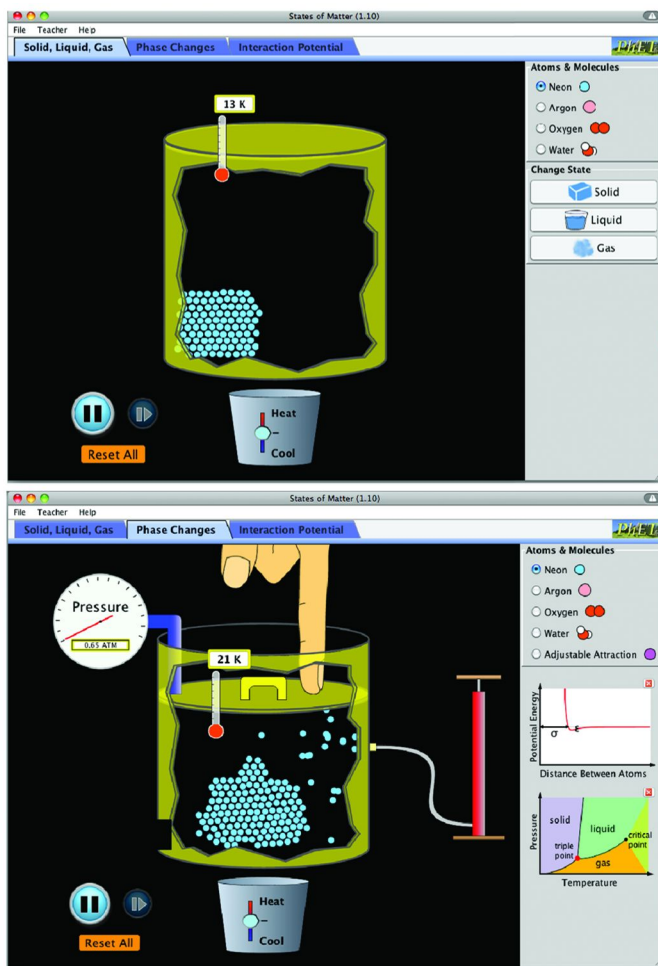 States of Matter (1.10)
File Teacher Help
Solid, Liquid, Gas Phase Changes Interaction Potential
PhET
13 K
Atoms & Molecules
Neon
Argon
Oxygen
Water
Change State
Solid
Liquid
Gas
Reset All
Heat
Cool
States of Matter (1.10)
File Teacher Help
Solid, Liquid, Gas Phase Changes Interaction Potential
PhET
Pressure
0.65 ATM
21 K
Atoms & Molecules
Neon
Argon
Oxygen
Water
Adjustable Attraction
Potential Energy
σ
ε
Distance Between Atoms
Pressure
solid
liquid
critical
point
triple
point
gas
Temperature
Reset All
Heat
Cool